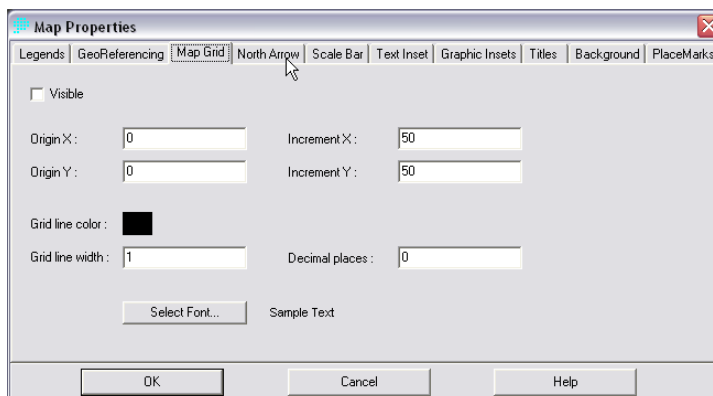 Map Properties
Legends GeoReferencing Map Grid North Arrow Scale Bar Text Inset Graphic Insets Titles Background PlaceMarks
Visible
Origin X : 0 Increment X : 50
Origin Y : 0 Increment Y : 50
Grid line color :
Grid line width : 1 Decimal places : 0
Select Font... Sample Text
OK Cancel Help